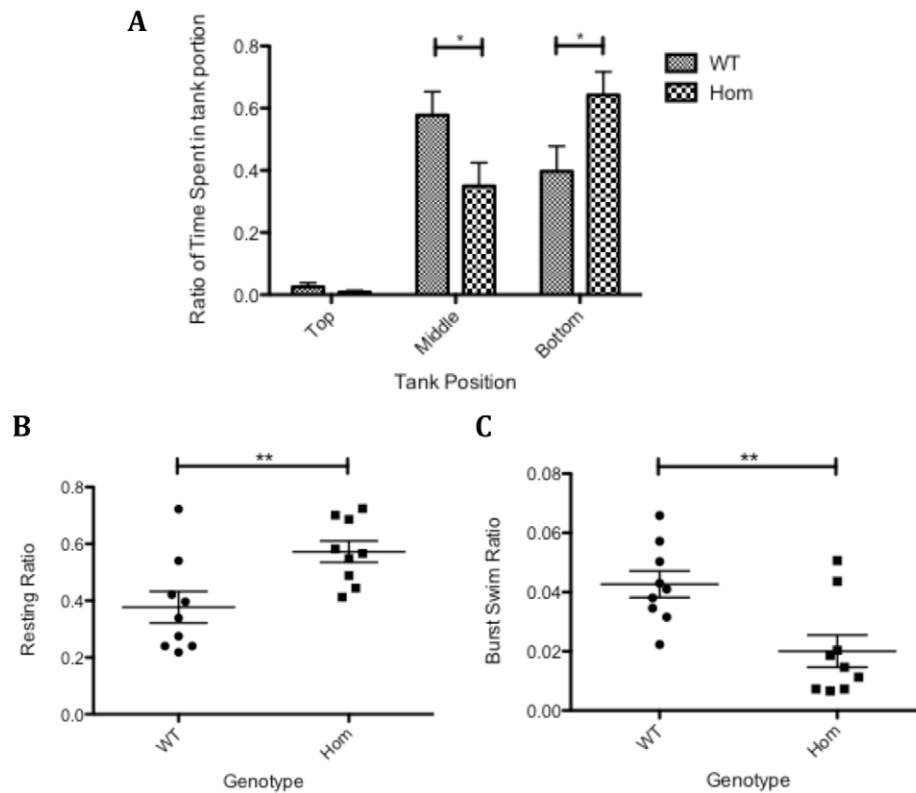 A
Ratio of Time Spent in tank portion
0.8
0.6
0.4
0.2
0.0
*
*
WT
Hom
Top
Middle
Bottom
Tank Position
B
Resting Ratio
0.8
0.6
0.4
0.2
0.0
**
WT
Hom
Genotype
C
Burst Swim Ratio
0.08
0.06
0.04
0.02
0.00
**
WT
Hom
Genotype